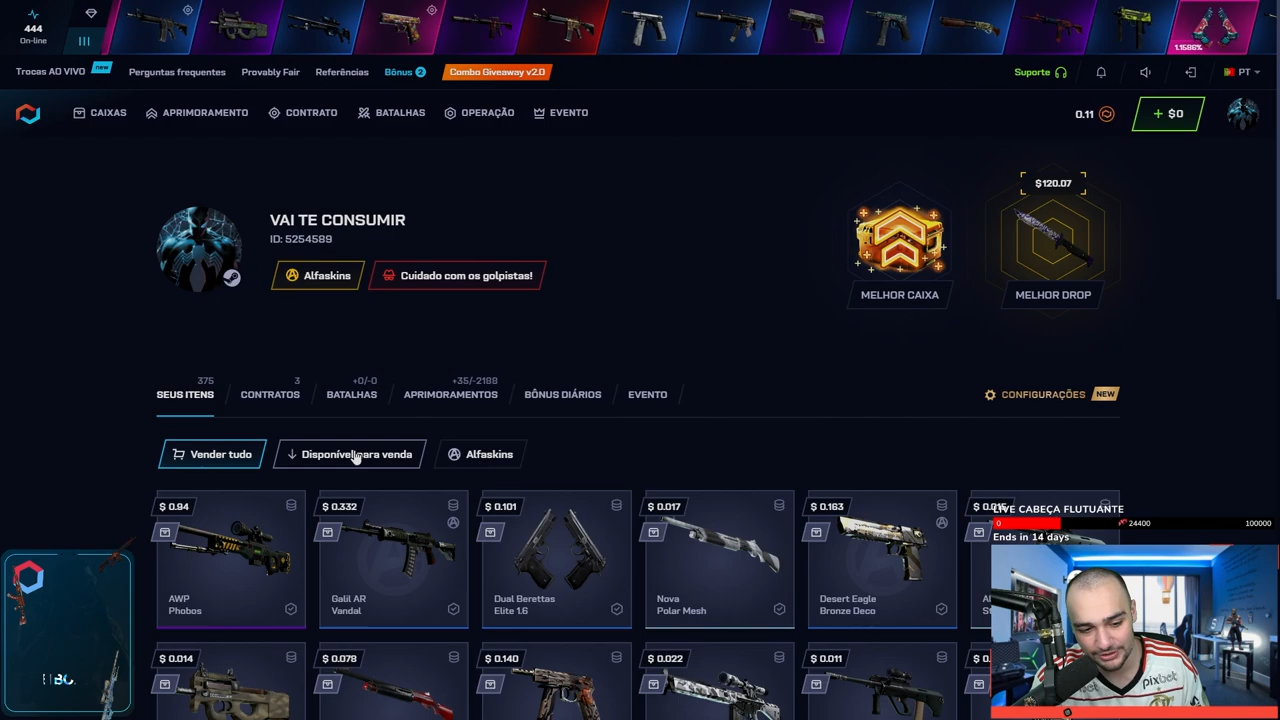 444
On-line
1.1586%
Trocas AO VIVO
new
Perguntas frequentes
Provably Fair
Referências
Bônus 2
Combo Giveaway v2.0
Suporte
PT
CAIXAS
APRIMORAMENTO
CONTRATO
BATALHAS
OPERAÇÃO
EVENTO
0.11
+ $0
VAI TE CONSUMIR
ID: 5254589
Alfaskins
Cuidado com os golpistas!
MELHOR CAIXA
$120.07
MELHOR DROP
375
SEUS ITENS
3
CONTRATOS
+0/-0
BATALHAS
+35/-2188
APRIMORAMENTOS
BÔNUS DIÁRIOS
EVENTO
CONFIGURAÇÕES
NEW
Vender tudo
Disponível para venda
Alfaskins
$ 0.94
AWP
Phobos
$ 0.332
Galil AR
Vandal
$ 0.101
Dual Berettas
Elite 1.6
$ 0.017
Nova
Polar Mesh
$ 0.163
Desert Eagle
Bronze Deco
LIVE CABEÇA FLUTUANTE
0
24400
100000
Ends in 14 days
$ 0.014
$ 0.078
$ 0.140
$ 0.022
$ 0.011
pixbet